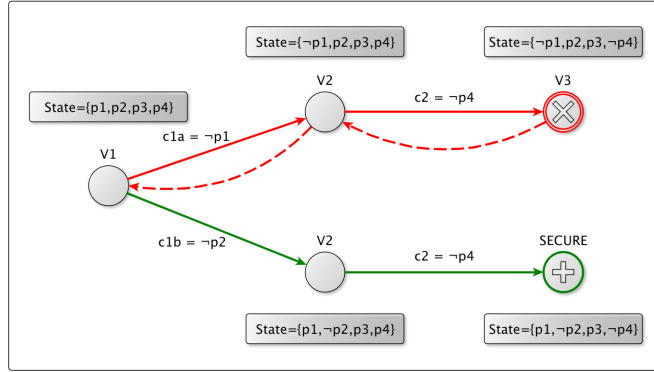 State={¬p1,p2,p3,p4}
State={¬p1,p2,p3,¬p4}
V2
V3
State={p1,p2,p3,p4}
c2 = ¬p4
c1a = ¬p1
V1
c1b = ¬p2
V2
SECURE
c2 = ¬p4
State={p1,¬p2,p3,p4}
State={p1,¬p2,p3,¬p4}